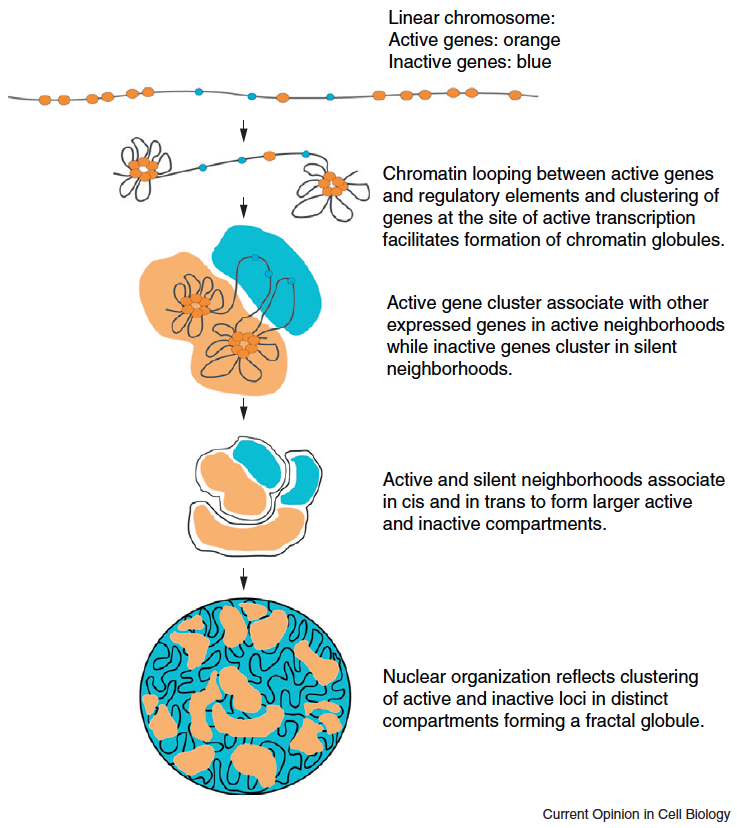 Linear chromosome:
Active genes: orange
Inactive genes: blue
Chromatin looping between active genes
and regulatory elements and clustering of
genes at the site of active transcription
facilitates formation of chromatin globules.
Active gene cluster associate with other
expressed genes in active neighborhoods
while inactive genes cluster in silent
neighborhoods.
Active and silent neighborhoods associate
in cis and in trans to form larger active
and inactive compartments.
Nuclear organization reflects clustering
of active and inactive loci in distinct
compartments forming a fractal globule.
Current Opinion in Cell Biology